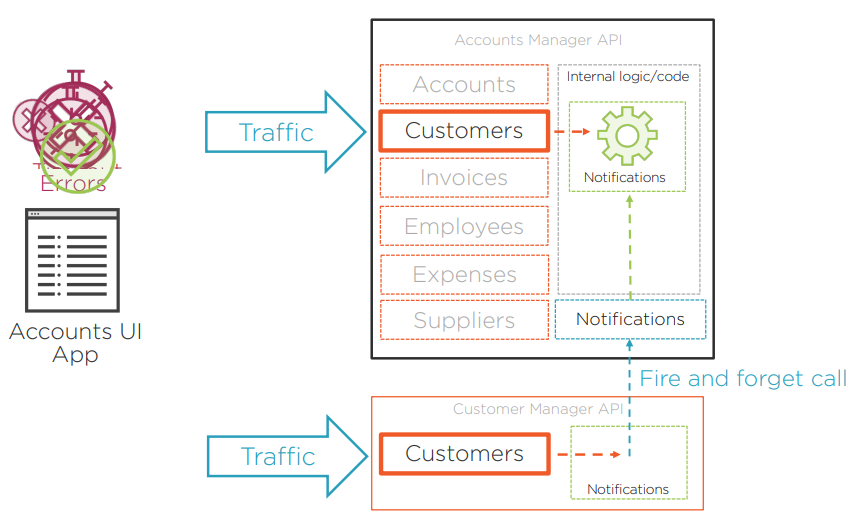 Accounts Manager API
Accounts
Internal logic/code
Traffic
Customers
Notifications
Errors
Invoices
Employees
Expenses
Suppliers
Notifications
Accounts UI
App
Fire and forget call
Customer Manager API
Traffic
Customers
Notifications